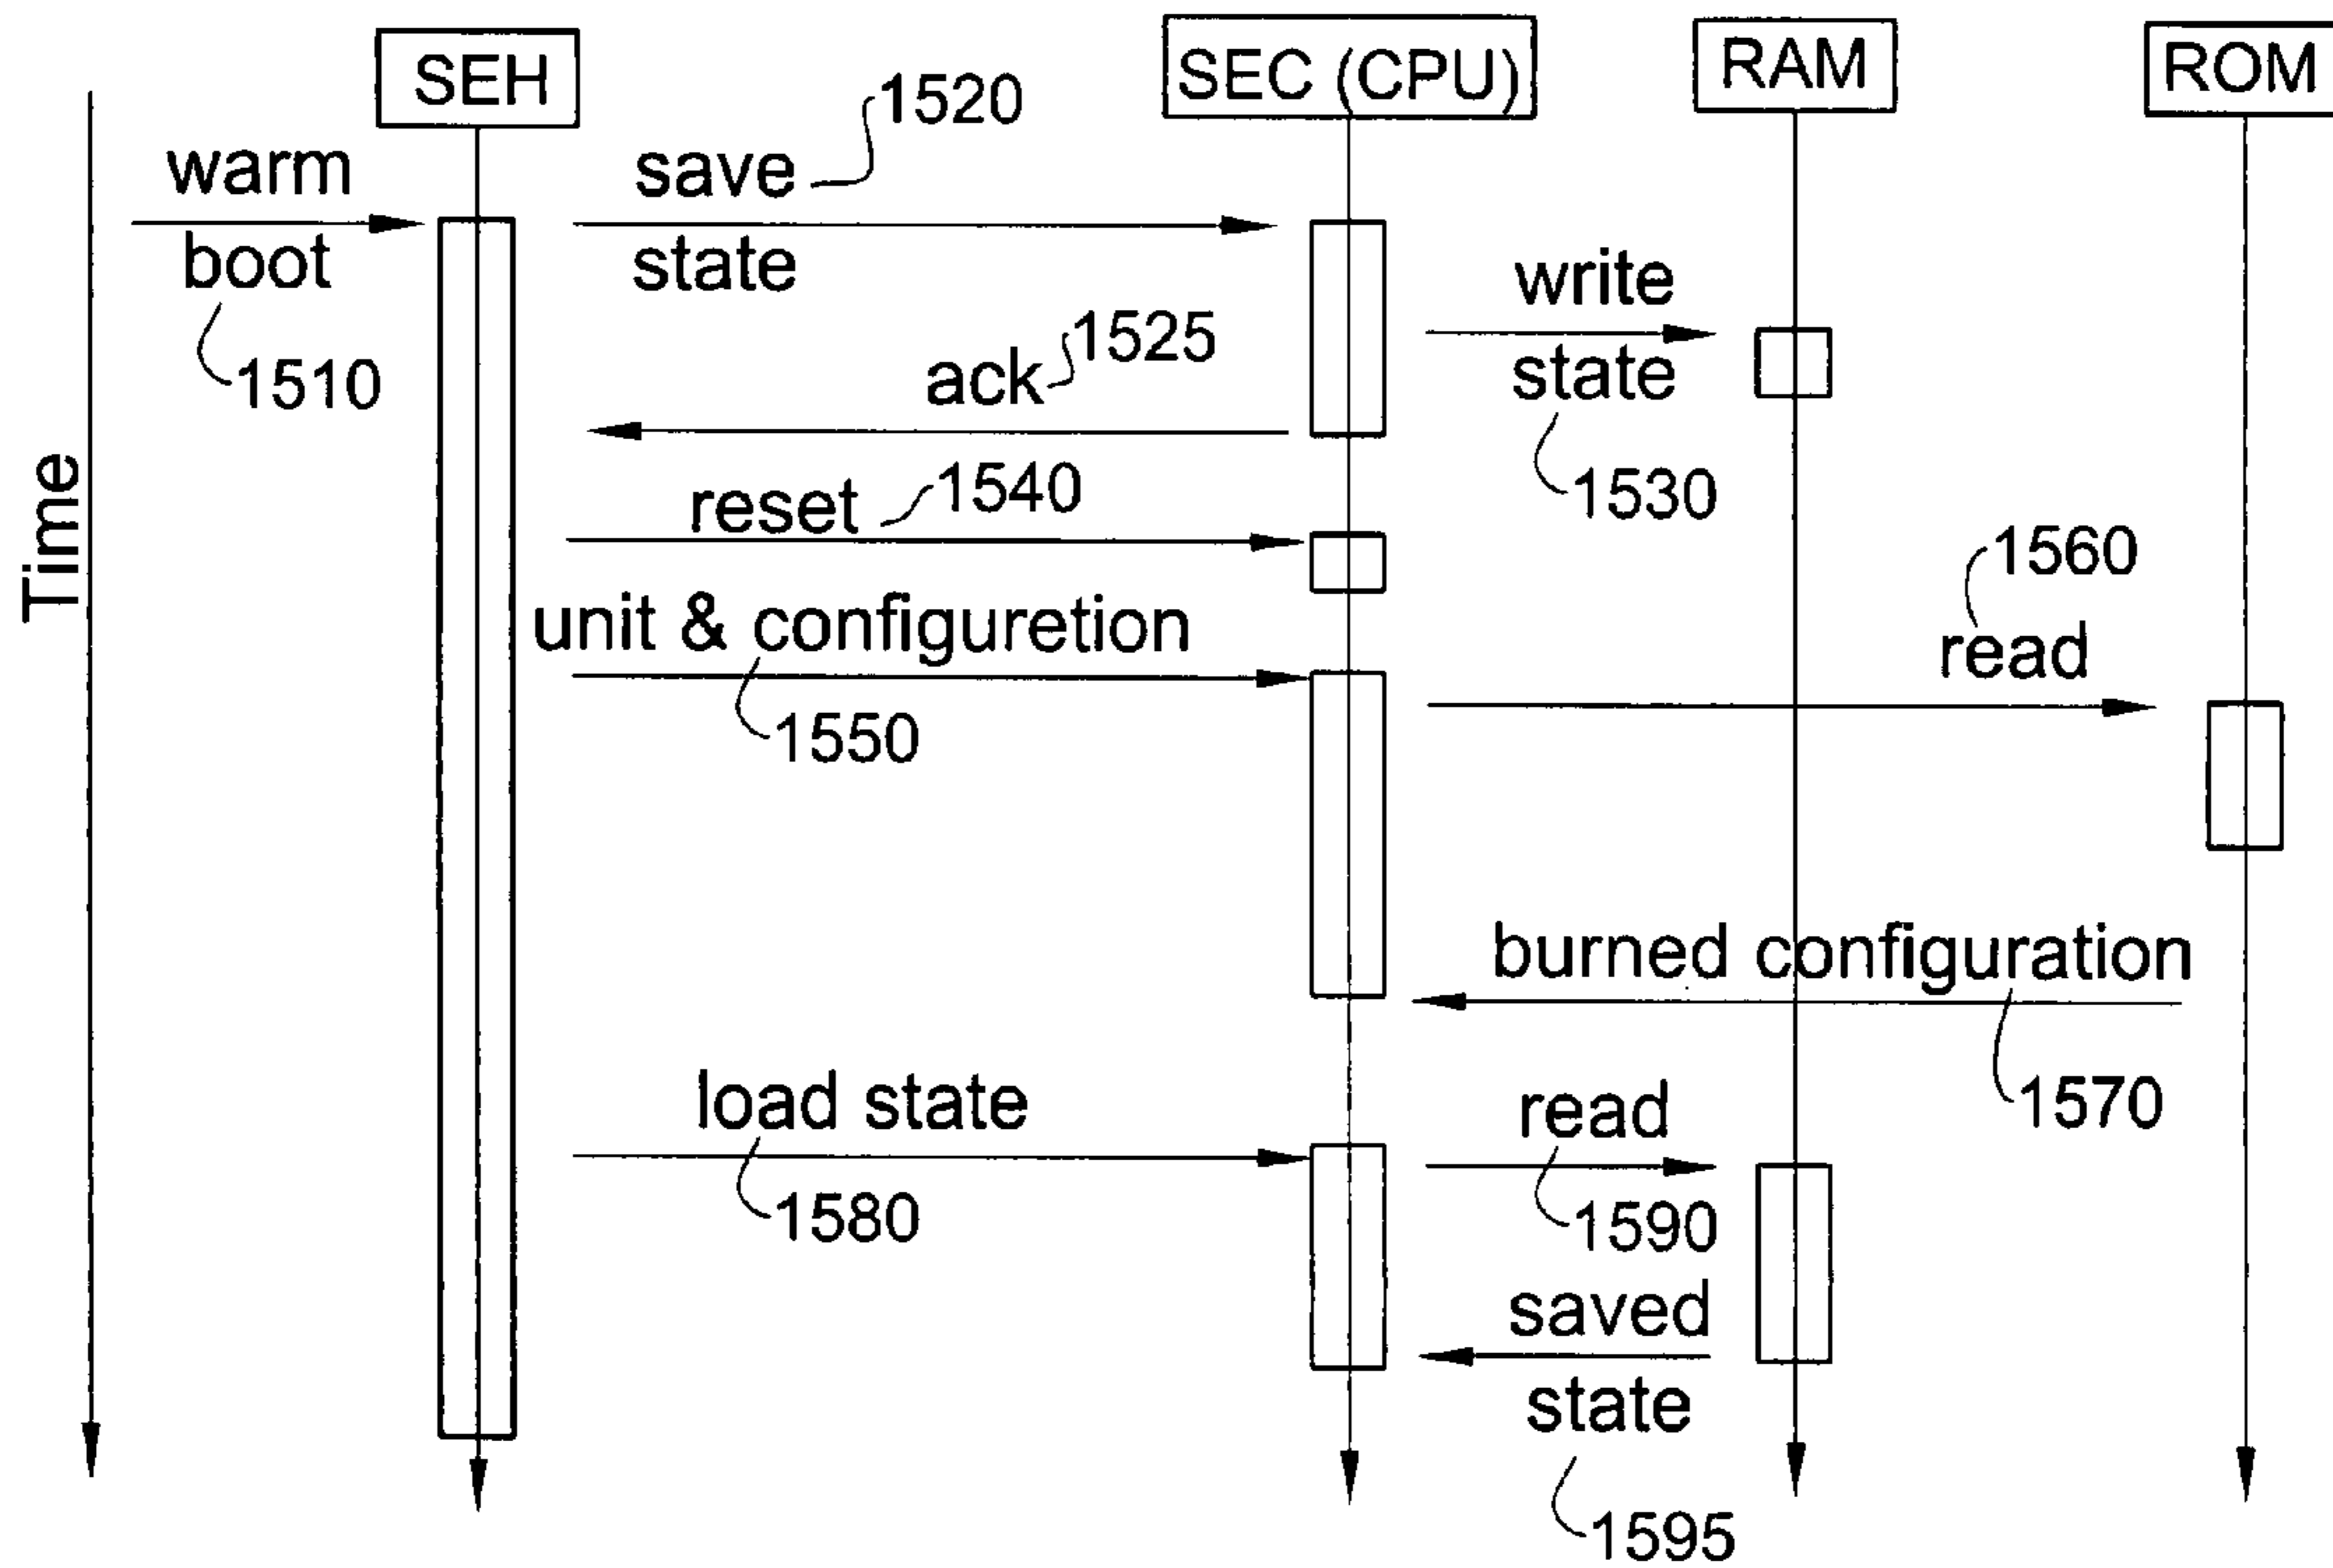 SEH
SEC (CPU)
RAM
ROM
Time
warm
boot
1510
save
state
1520
write
state
1530
ack
1525
reset
1540
unit & configuretion
1550
read
1560
burned configuration
1570
load state
1580
read
1590
saved
state
1595